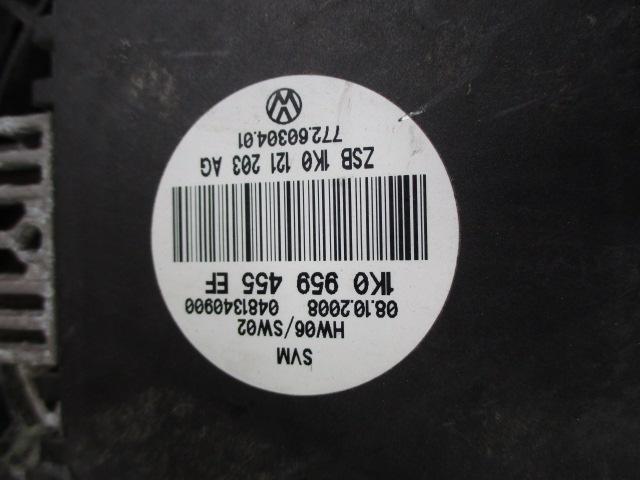 SVM
HW06/SW02
08.10.2008 0481340900
1K0 959 455 EF
ZSB 1K0 121 203 AG
772.60304.01